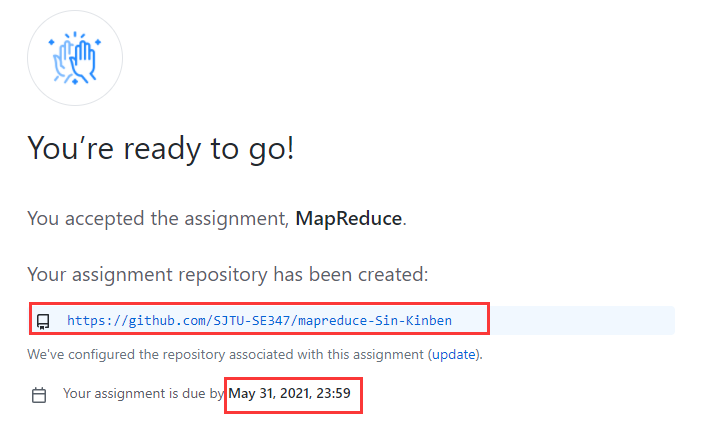 You’re ready to go!
You accepted the assignment, MapReduce.
Your assignment repository has been created:
https://github.com/SJTU-SE347/mapreduce-Sin-Kinben
We've configured the repository associated with this assignment (update).
Your assignment is due by May 31, 2021, 23:59